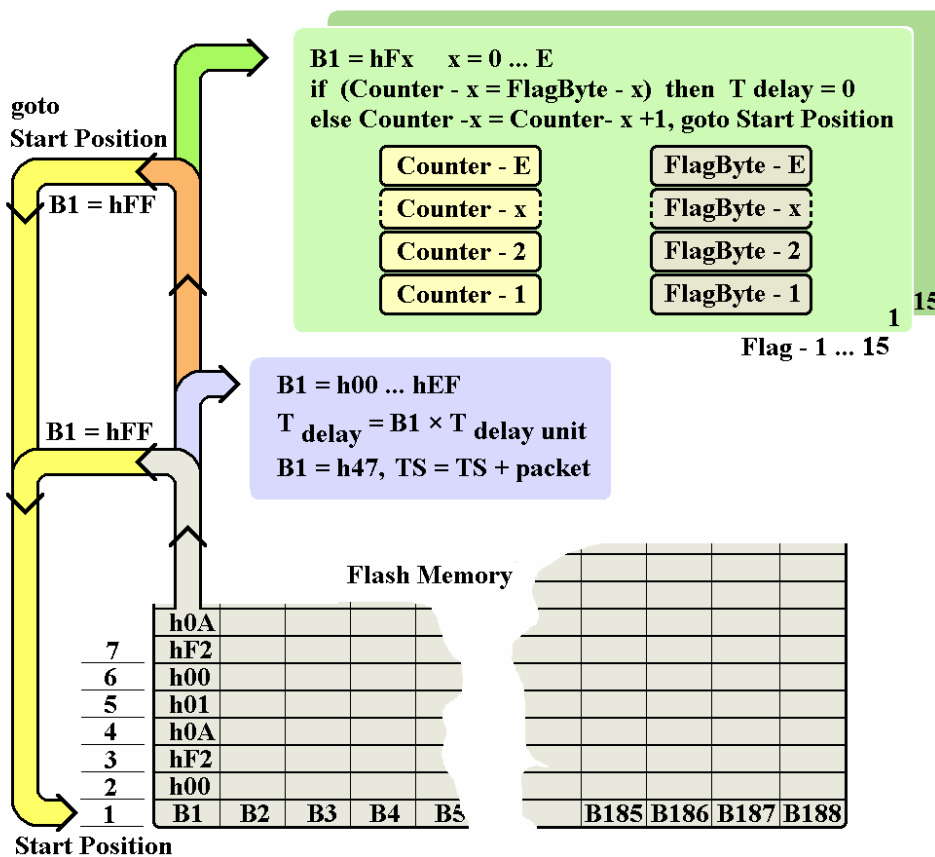 B1 = hFx x = 0 ... E
if (Counter - x = FlagByte - x) then T delay = 0
else Counter -x = Counter- x +1, goto Start Position
Counter - E FlagByte - E
Counter - x FlagByte - x
Counter - 2 FlagByte - 2
Counter - 1 FlagByte - 1
1 15
Flag - 1 ... 15
goto
Start Position
B1 = hFF
B1 = h00 ... hEF
T delay = B1 × T delay unit
B1 = h47, TS = TS + packet
B1 = hFF
Flash Memory
h0A
7 hF2
6 h00
5 h01
4 h0A
3 hF2
2 h00
1 B1 B2 B3 B4 B5 B185 B186 B187 B188
Start Position